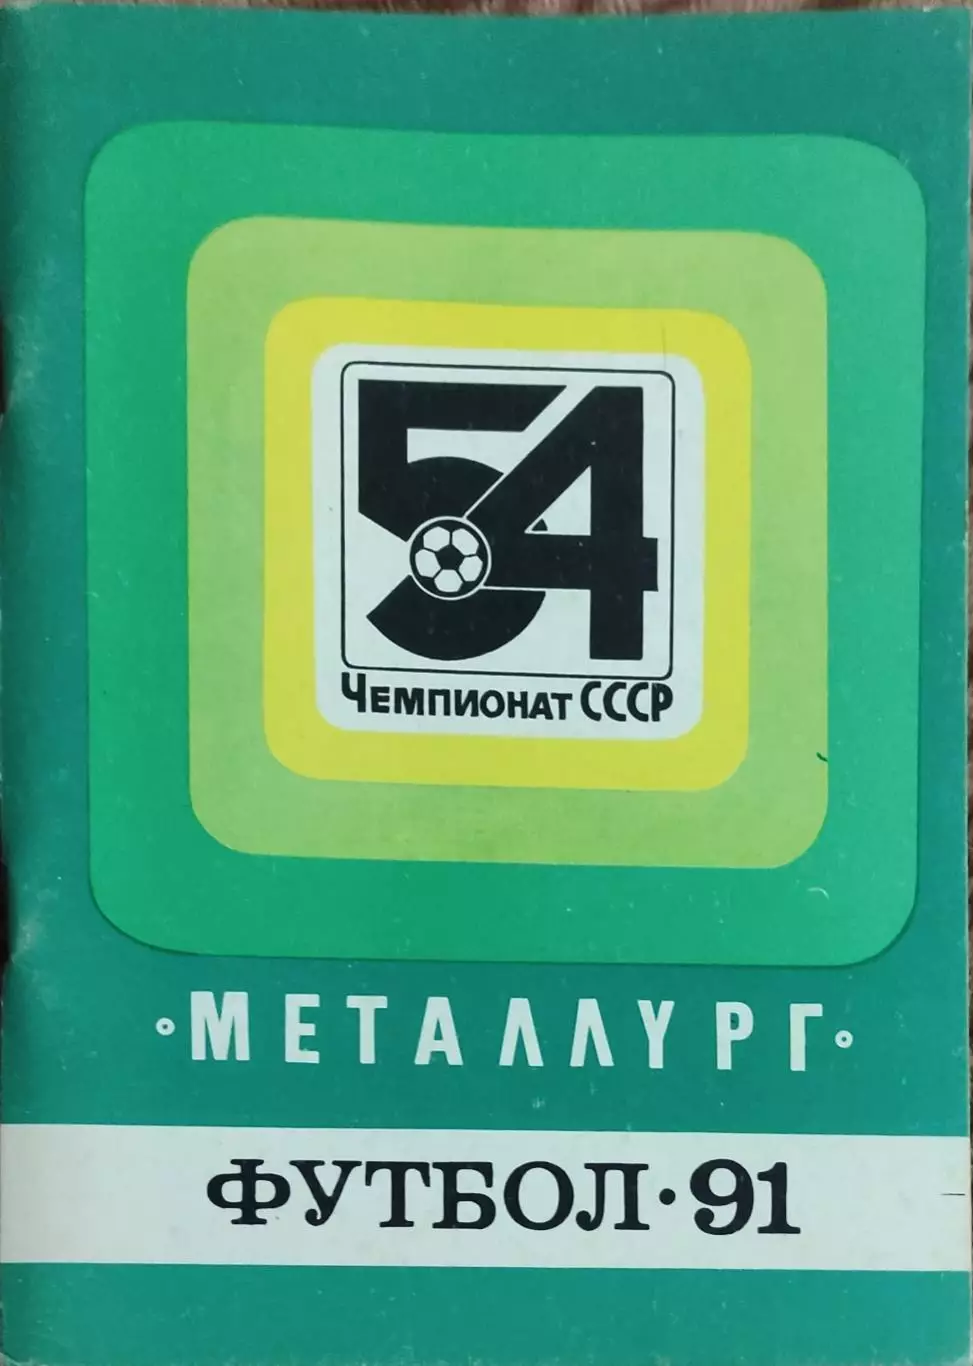 54
Чемпионат СССР
МЕТАЛЛУРГ
ФУТБОЛ·91